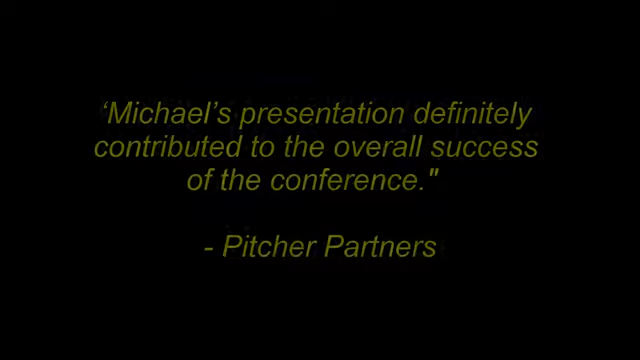 ‘Michael’s presentation definitely
contributed to the overall success
of the conference."
- Pitcher Partners